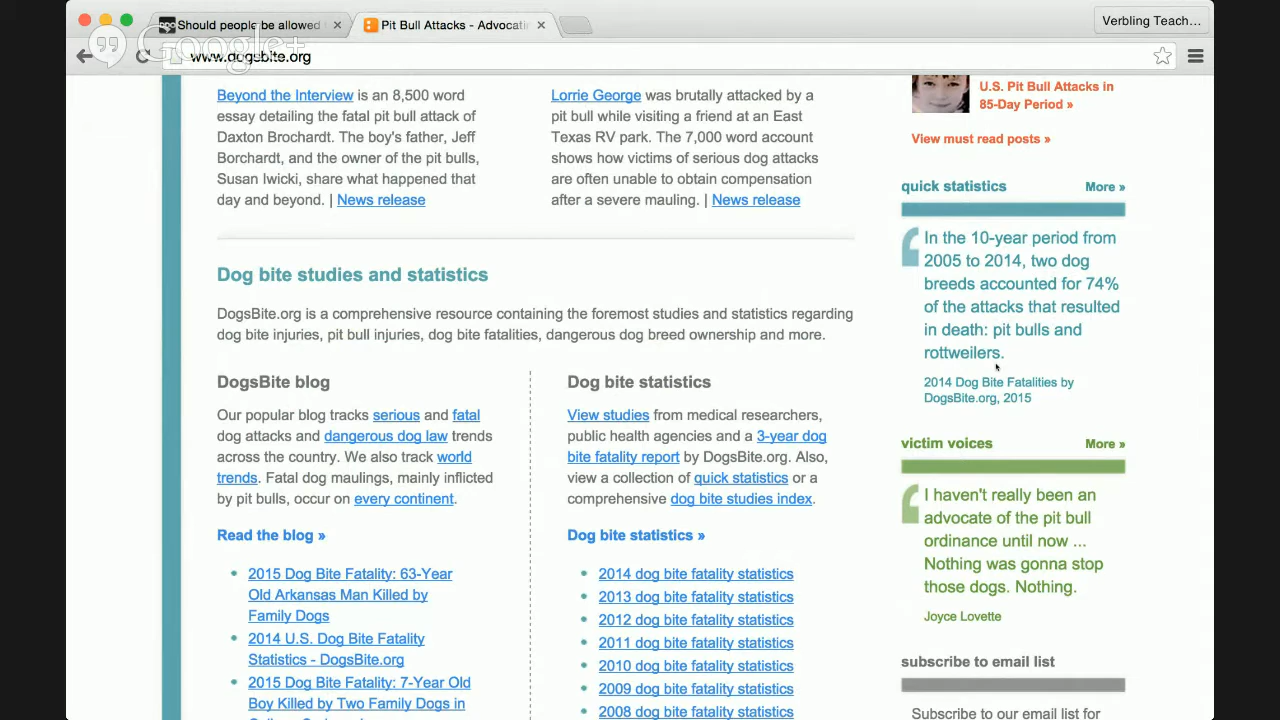 Should people be allowed
Pit Bull Attacks - Advocatin
Verbling Teach...
Google+
www.dogsbite.org
Beyond the Interview is an 8,500 word
essay detailing the fatal pit bull attack of
Daxton Brochardt. The boy's father, Jeff
Borchardt, and the owner of the pit bulls,
Susan Iwicki, share what happened that
day and beyond. | News release
Lorrie George was brutally attacked by a
pit bull while visiting a friend at an East
Texas RV park. The 7,000 word account
shows how victims of serious dog attacks
are often unable to obtain compensation
after a severe mauling. | News release
Dog bite studies and statistics
DogsBite.org is a comprehensive resource containing the foremost studies and statistics regarding
dog bite injuries, pit bull injuries, dog bite fatalities, dangerous dog breed ownership and more.
DogsBite blog
Our popular blog tracks serious and fatal
dog attacks and dangerous dog law trends
across the country. We also track world
trends. Fatal dog maulings, mainly inflicted
by pit bulls, occur on every continent.
Read the blog »
• 2015 Dog Bite Fatality: 63-Year
Old Arkansas Man Killed by
Family Dogs
• 2014 U.S. Dog Bite Fatality
Statistics - DogsBite.org
• 2015 Dog Bite Fatality: 7-Year Old
Boy Killed by Two Family Dogs in
Dog bite statistics
View studies from medical researchers,
public health agencies and a 3-year dog
bite fatality report by DogsBite.org. Also,
view a collection of quick statistics or a
comprehensive dog bite studies index.
Dog bite statistics »
• 2014 dog bite fatality statistics
• 2013 dog bite fatality statistics
• 2012 dog bite fatality statistics
• 2011 dog bite fatality statistics
• 2010 dog bite fatality statistics
• 2009 dog bite fatality statistics
• 2008 dog bite fatality statistics
U.S. Pit Bull Attacks in
85-Day Period »
View must read posts »
quick statistics More »
In the 10-year period from
2005 to 2014, two dog
breeds accounted for 74%
of the attacks that resulted
in death: pit bulls and
rottweilers.
2014 Dog Bite Fatalities by
DogsBite.org, 2015
victim voices More »
I haven't really been an
advocate of the pit bull
ordinance until now ...
Nothing was gonna stop
those dogs. Nothing.
Joyce Lovette
subscribe to email list
Subscribe to our email list for